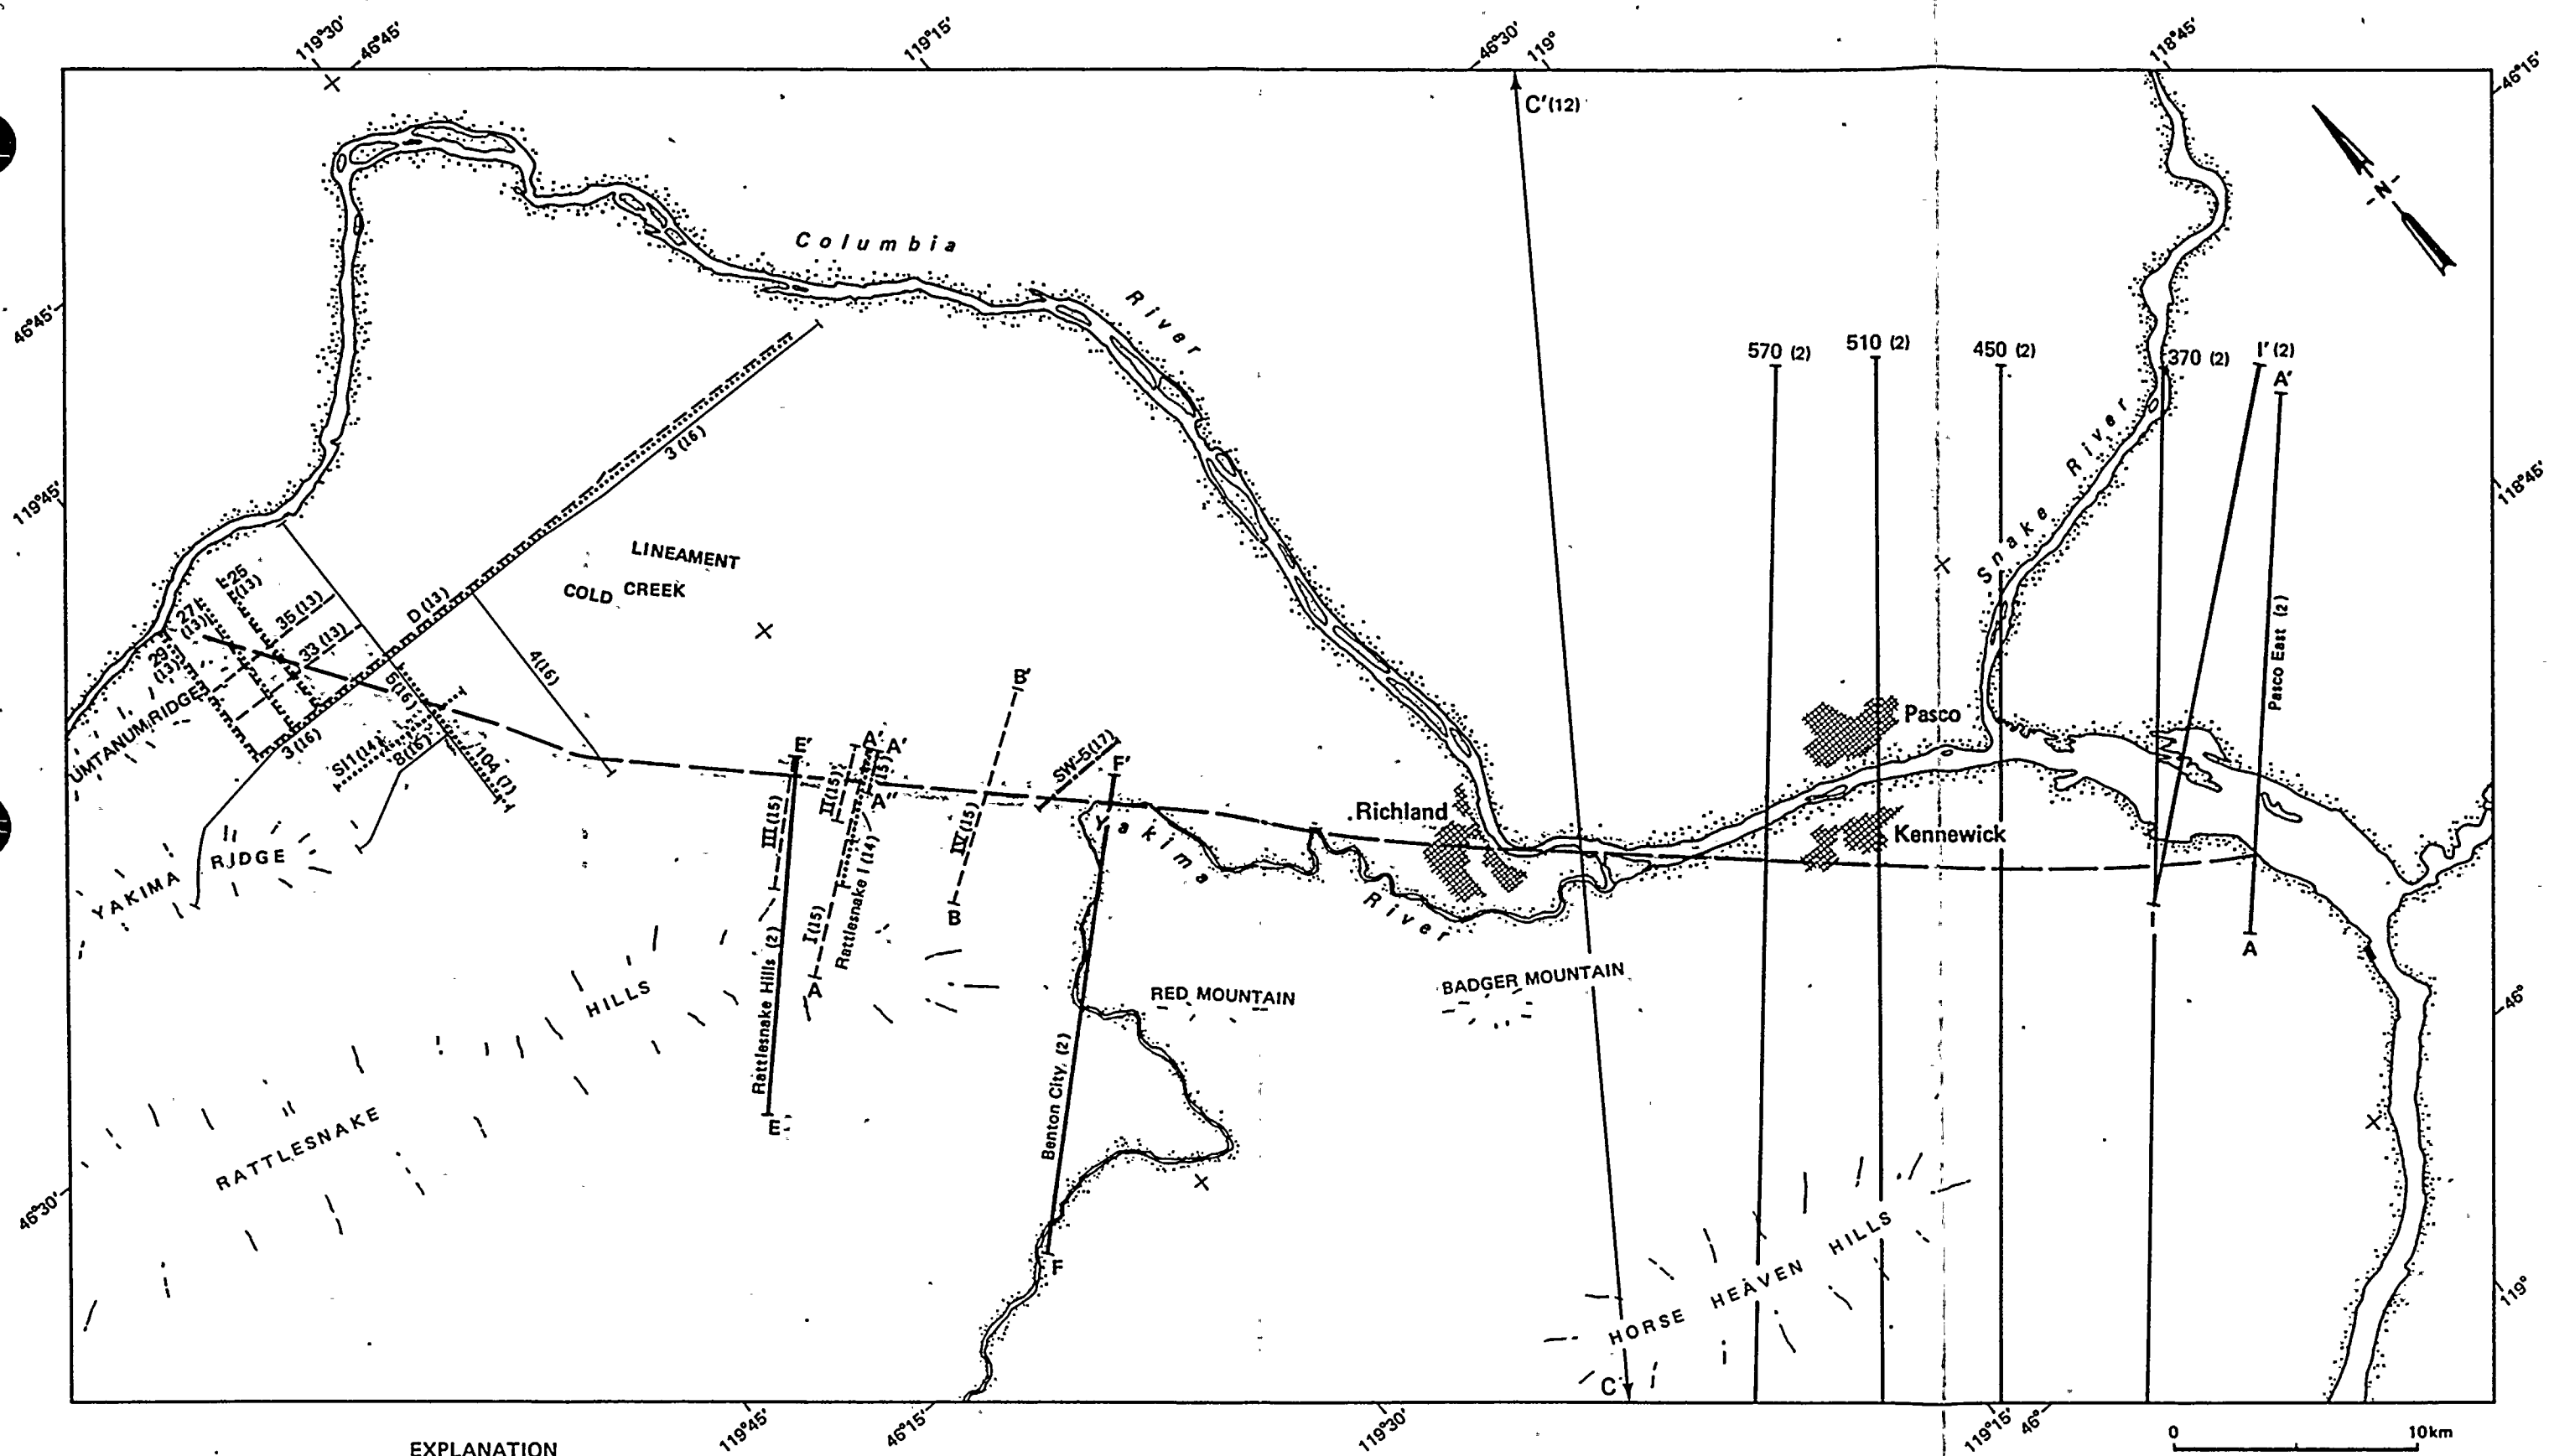 119°30'
46°45'
119°15'
46°30'
119°
118°45'
46°15'
C'(12)
N
Columbia
River
46°45'
570 (2)
510 (2)
450 (2)
370 (2)
I'(2)
A'
3 (16)
Snake River
119°45'
118°45'
LINEAMENT
COLD CREEK
25
(13)
27
(13)
35 (13)
D (13)
33 (13)
29
(13)
4(16)
5(16)
Pasco East (2)
B'
UMTANUM RIDGE
3 (16)
S11 (14)
8(16)
104 (7)
Pasco
E'
A'
A'
SW-5(17)
F'
II (15)
(15)
A"
III (15)
IV (15)
Richland
Yakima
River
Kennewick
YAKIMA RIDGE
I (15)
Rattlesnake I (14)
B
A
I
A
Rattlesnake Hills (2)
HILLS
RED MOUNTAIN
BADGER MOUNTAIN
46°
RATTLESNAKE
E
Benton City, (2)
46°30'
F
HORSE HEAVEN HILLS
119°
C
119°45'
46°15'
119°30'
119°15'
46°
0
10km
EXPLANATION